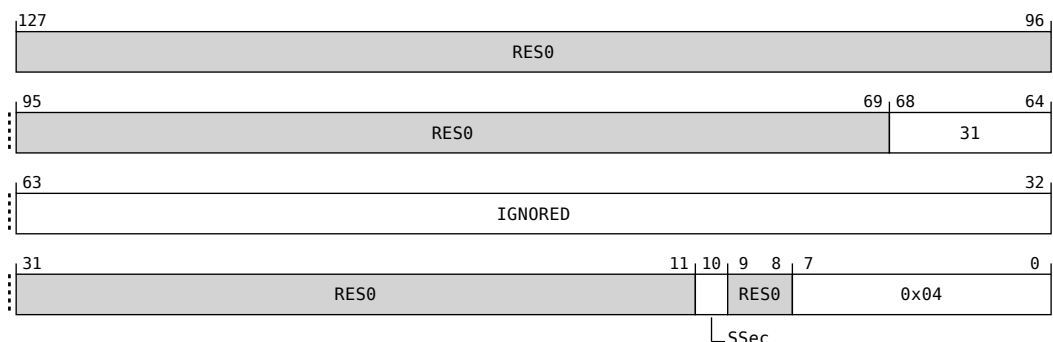 127 96
RES0
95 69 68 64
RES0 31
63 32
IGNORED
31 11 10 9 8 7 0
RES0 RES0 0x04
SSec